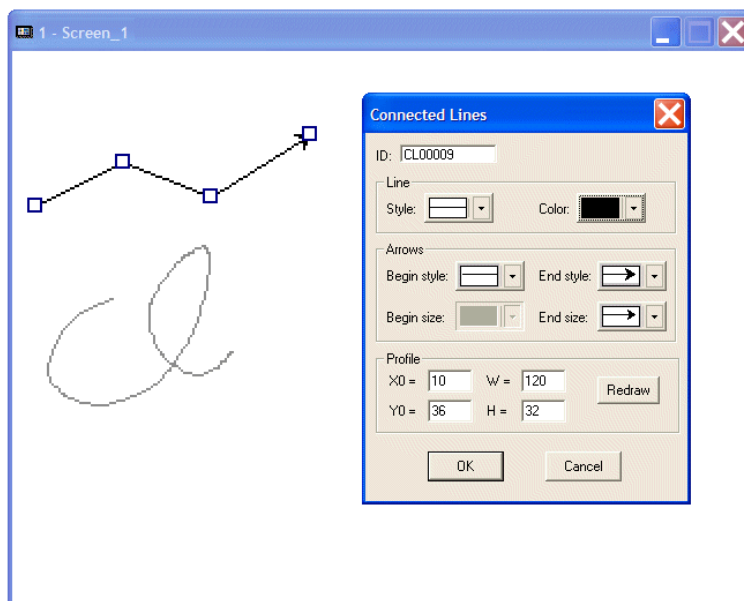 1 - Screen_1
Connected Lines
ID: CL00009
Line
Style: Color:
Arrows
Begin style: End style:
Begin size: End size:
Profile
X0 = 10 W = 120
Redraw
Y0 = 36 H = 32
OK Cancel